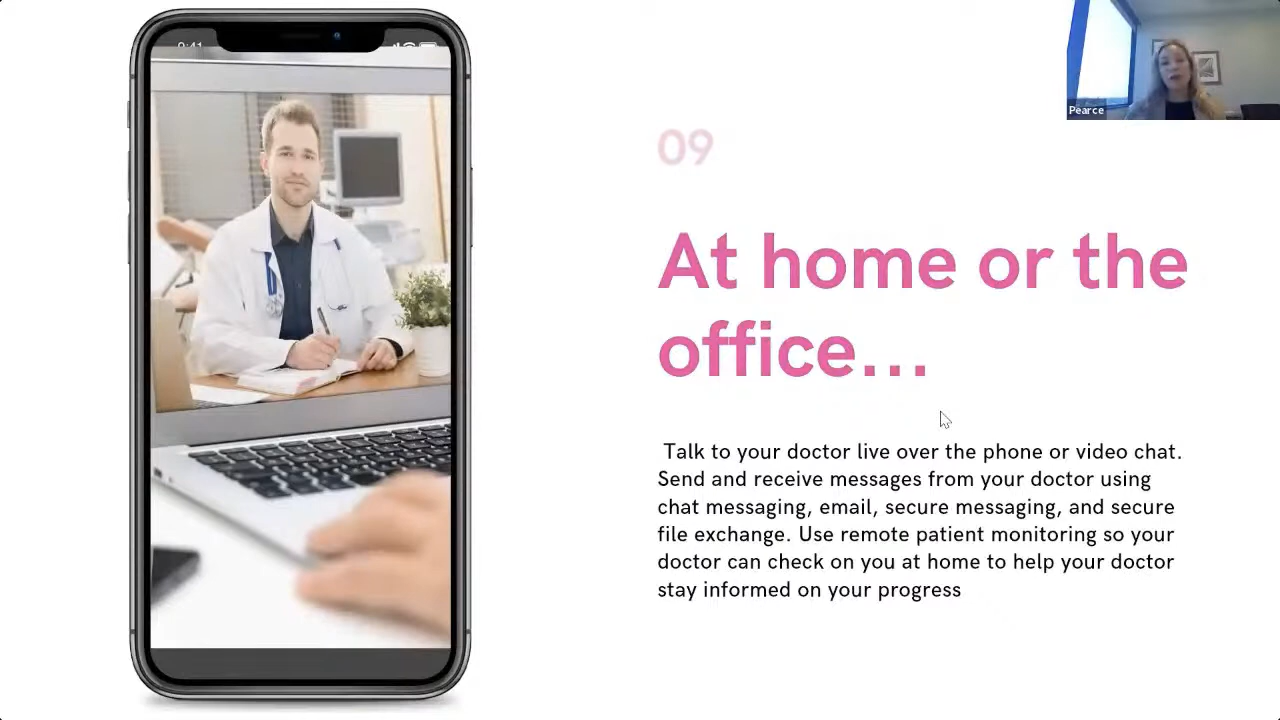 9:41
Pearce
09
At home or the
office...
Talk to your doctor live over the phone or video chat.
Send and receive messages from your doctor using
chat messaging, email, secure messaging, and secure
file exchange. Use remote patient monitoring so your
doctor can check on you at home to help your doctor
stay informed on your progress